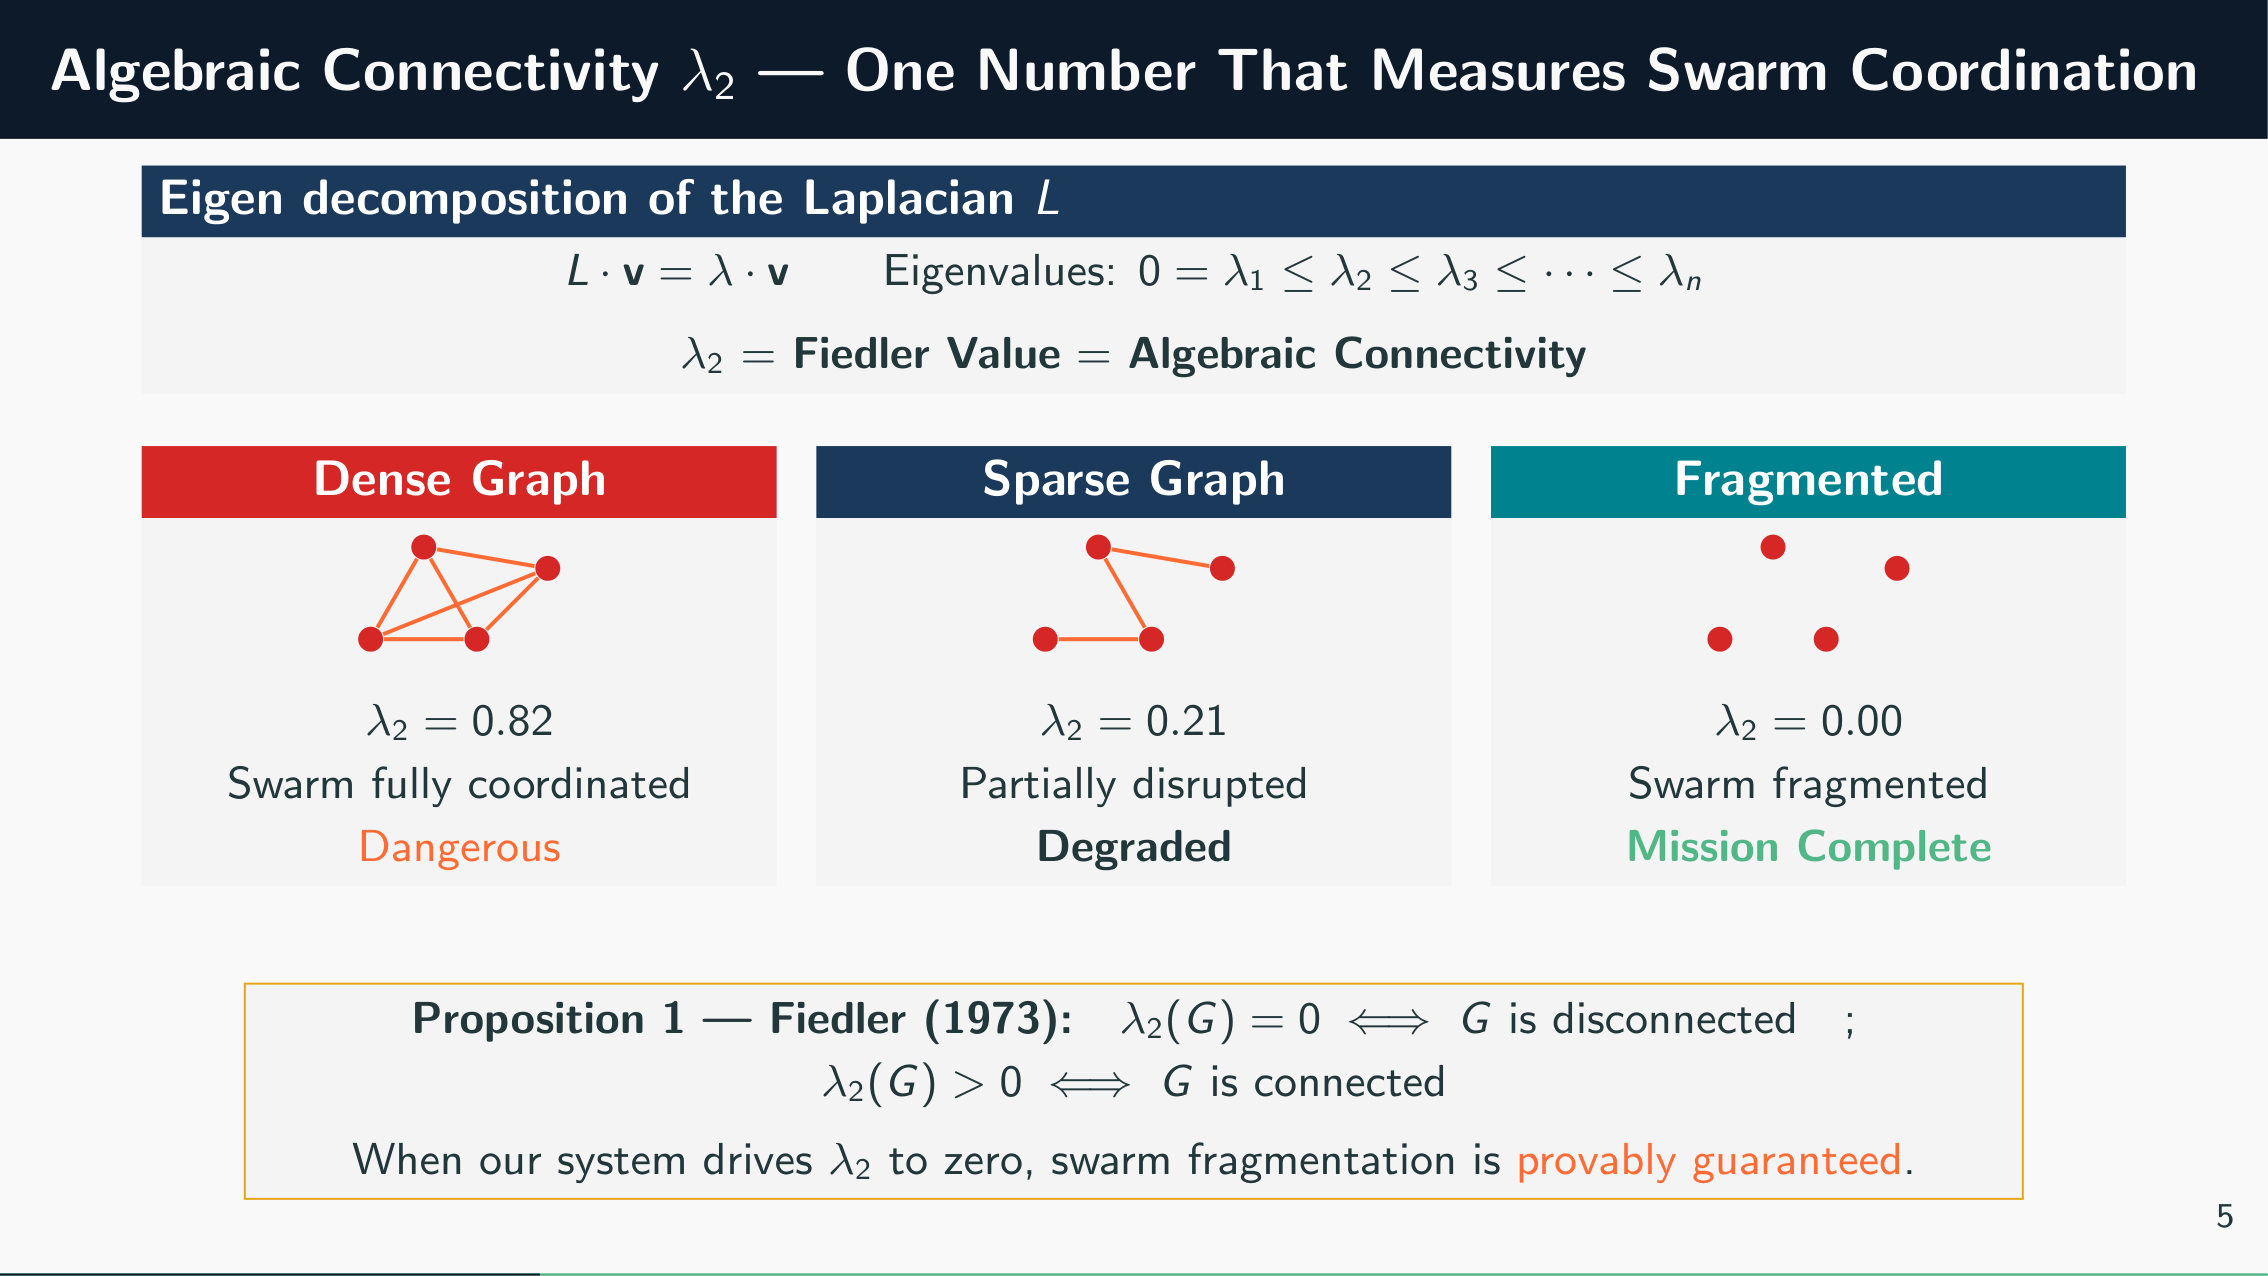 Algebraic Connectivity λ₂ — One Number That Measures Swarm Coordination
Eigen decomposition of the Laplacian L
L · v = λ · v  Eigenvalues: 0 = λ₁ ≤ λ₂ ≤ λ₃ ≤ · · · ≤ λₙ
λ₂ = Fiedler Value = Algebraic Connectivity
Dense Graph
λ₂ = 0.82
Swarm fully coordinated
Dangerous
Sparse Graph
λ₂ = 0.21
Partially disrupted
Degraded
Fragmented
λ₂ = 0.00
Swarm fragmented
Mission Complete
Proposition 1 — Fiedler (1973): λ₂(G) = 0 ⟺ G is disconnected ;
λ₂(G) > 0 ⟺ G is connected
When our system drives λ₂ to zero, swarm fragmentation is provably guaranteed.
5